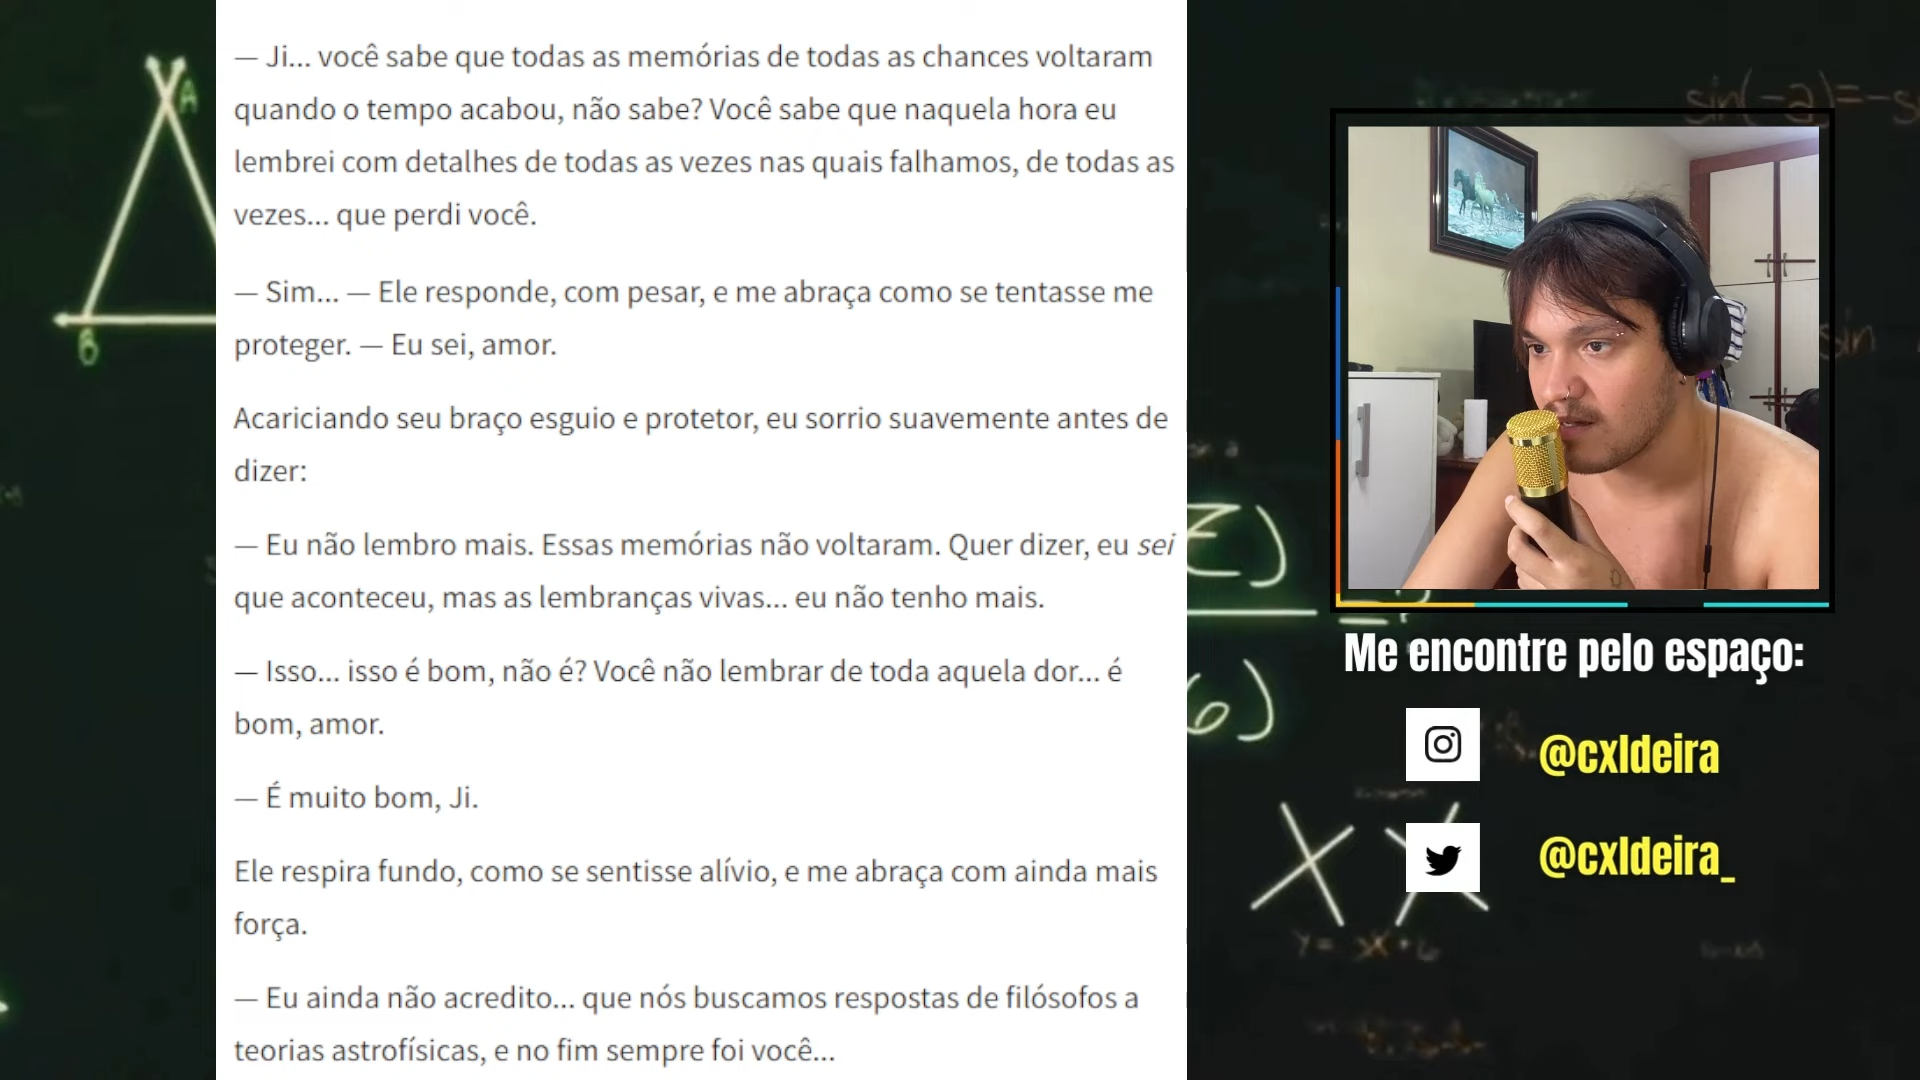 — Ji... você sabe que todas as memórias de todas as chances voltaram
quando o tempo acabou, não sabe? Você sabe que naquela hora eu
lembrei com detalhes de todas as vezes nas quais falhamos, de todas as
vezes... que perdi você.
— Sim... — Ele responde, com pesar, e me abraça como se tentasse me
proteger. — Eu sei, amor.
Acariciando seu braço esguio e protetor, eu sorrio suavemente antes de
dizer:
— Eu não lembro mais. Essas memórias não voltaram. Quer dizer, eu sei
que aconteceu, mas as lembranças vivas... eu não tenho mais.
— Isso... isso é bom, não é? Você não lembrar de toda aquela dor... é
bom, amor.
— É muito bom, Ji.
Ele respira fundo, como se sentisse alívio, e me abraça com ainda mais
força.
— Eu ainda não acredito... que nós buscamos respostas de filósofos a
teorias astrofísicas, e no fim sempre foi você...
A
B
sin(-a)=-s
sin
6)
Me encontre pelo espaço:
@cxldeira
@cxldeira_